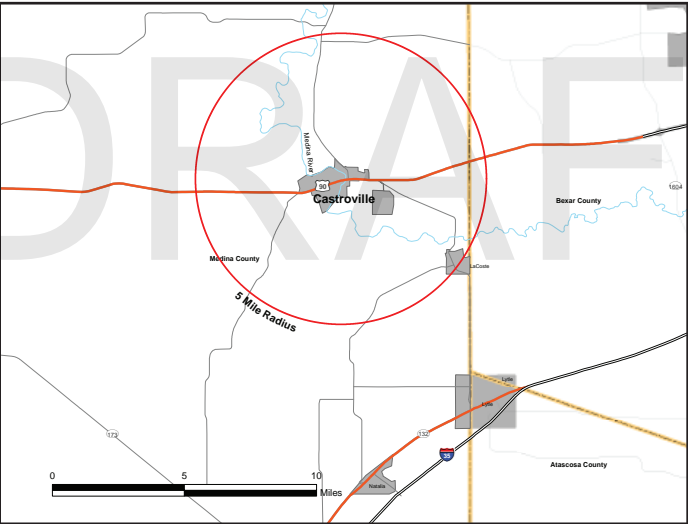 DRAF
Medina River
90
Castroville
1604
Bexar County
Medina County
LaCoste
5 Mile Radius
Lytle
Lytle
173
132
35
Atascosa County
0 5 10
Miles
Natalia